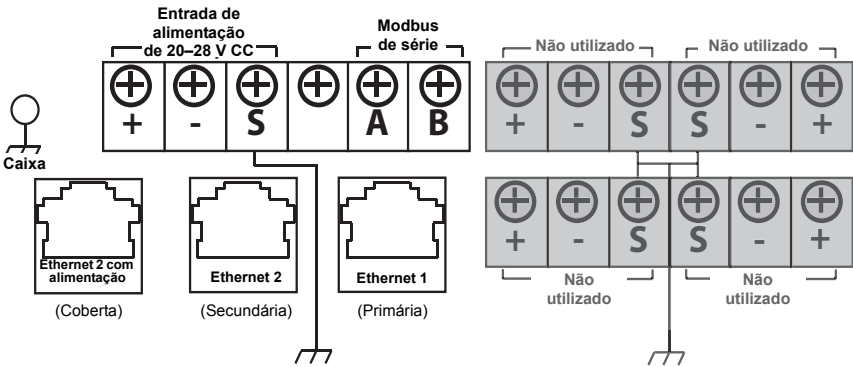 Entrada de
alimentação
de 20–28 V CC
Modbus
de série
Não utilizado
Não utilizado
+ - S A B
+ - S S - +
Caixa
+ - S S - +
Ethernet 2 com
alimentação
Ethernet 2
Ethernet 1
Não
utilizado
Não
utilizado
(Coberta)
(Secundária)
(Primária)